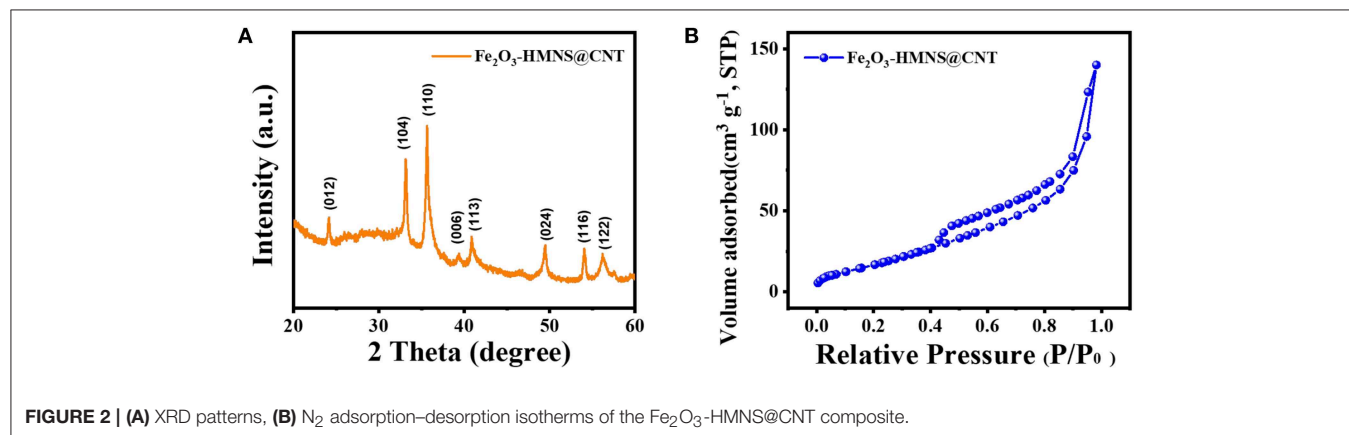 A
Fe₂O₃-HMNS@CNT
Intensity (a.u.)
(012)
(104)
(110)
(006)
(113)
(024)
(116)
(122)
20 30 40 50 60
2 Theta (degree)
B
Fe₂O₃-HMNS@CNT
Volume adsorbed(cm³ g⁻¹, STP)
150
100
50
0
0.0 0.2 0.4 0.6 0.8 1.0
Relative Pressure (P/P₀ )
FIGURE 2 | (A) XRD patterns, (B) N₂ adsorption–desorption isotherms of the Fe₂O₃-HMNS@CNT composite.